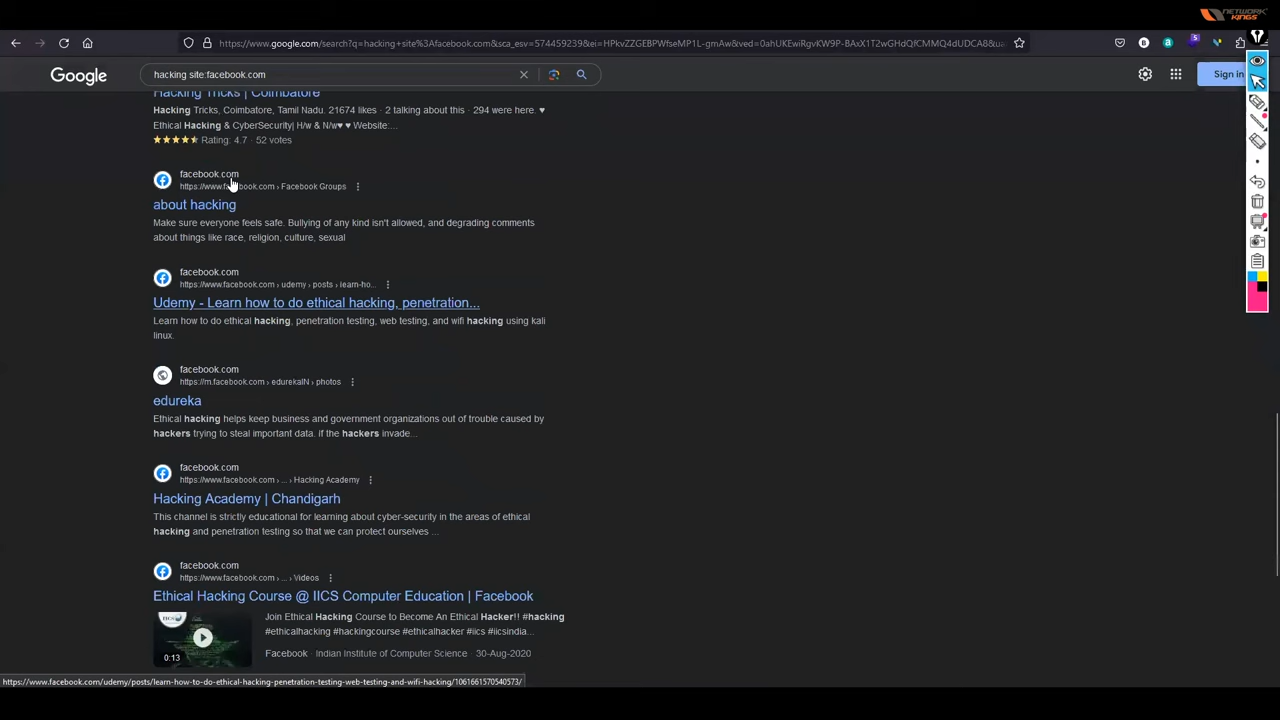 NETWORK
KINGS
https://www.google.com/search?q=hacking+site%3Afacebook.com&sca_esv=574459239&ei=HPkvZZGEBPWfseMP1L-gmAw&ved=0ahUKEwiRgvKW9P-BAxX1T2wGHdQfCMMQ4dUDCA8&uac
Google
hacking site:facebook.com
Sign in
Hacking Tricks | Coimbatore
Hacking Tricks, Coimbatore, Tamil Nadu. 21674 likes · 2 talking about this · 294 were here. ♥
Ethical Hacking & CyberSecurity| H/w & N/w♥ ♥ Website:...
Rating: 4.7 · 52 votes
facebook.com
https://www.facebook.com › Facebook Groups
about hacking
Make sure everyone feels safe. Bullying of any kind isn't allowed, and degrading comments
about things like race, religion, culture, sexual
facebook.com
https://www.facebook.com › udemy › posts › learn-ho...
Udemy - Learn how to do ethical hacking, penetration...
Learn how to do ethical hacking, penetration testing, web testing, and wifi hacking using kali
linux.
facebook.com
https://m.facebook.com › edurekaIN › photos
edureka
Ethical hacking helps keep business and government organizations out of trouble caused by
hackers trying to steal important data. if the hackers invade...
facebook.com
https://www.facebook.com › ... › Hacking Academy
Hacking Academy | Chandigarh
This channel is strictly educational for learning about cyber-security in the areas of ethical
hacking and penetration testing so that we can protect ourselves ...
facebook.com
https://www.facebook.com › ... › Videos
Ethical Hacking Course @ IICS Computer Education | Facebook
Join Ethical Hacking Course to Become An Ethical Hacker!! #hacking
#ethicalhacking #hackingcourse #ethicalhacker #iics #iicsindia...
0:13
Facebook · Indian Institute of Computer Science · 30-Aug-2020
https://www.facebook.com/udemy/posts/learn-how-to-do-ethical-hacking-penetration-testing-web-testing-and-wifi-hacking/1061661570540573/